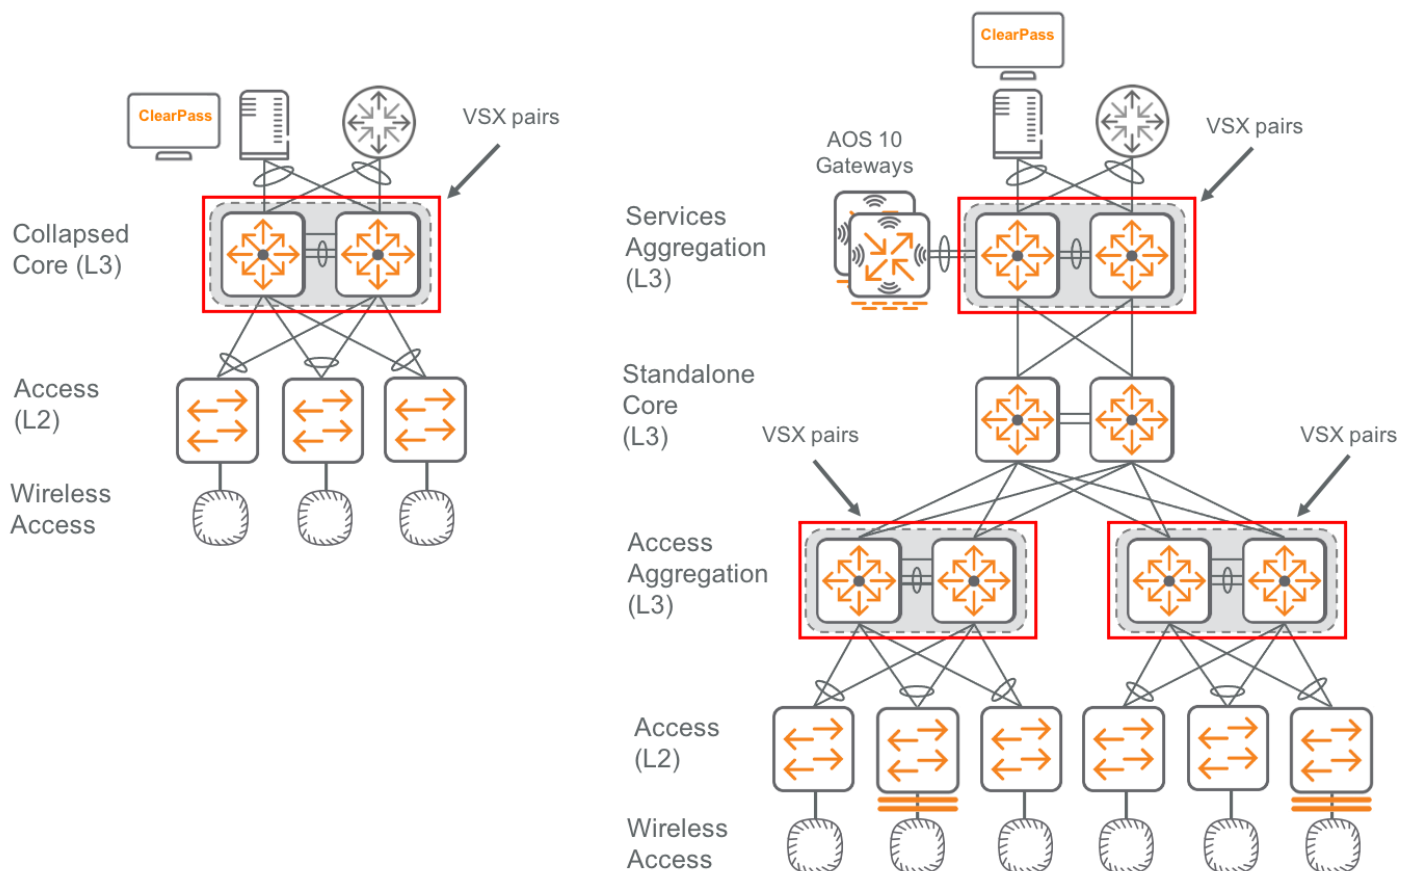 ClearPass
VSX pairs
Collapsed
Core (L3)
Access
(L2)
Wireless
Access
ClearPass
AOS 10
Gateways
VSX pairs
Services
Aggregation
(L3)
Standalone
Core
(L3)
VSX pairs
VSX pairs
Access
Aggregation
(L3)
Access
(L2)
Wireless
Access